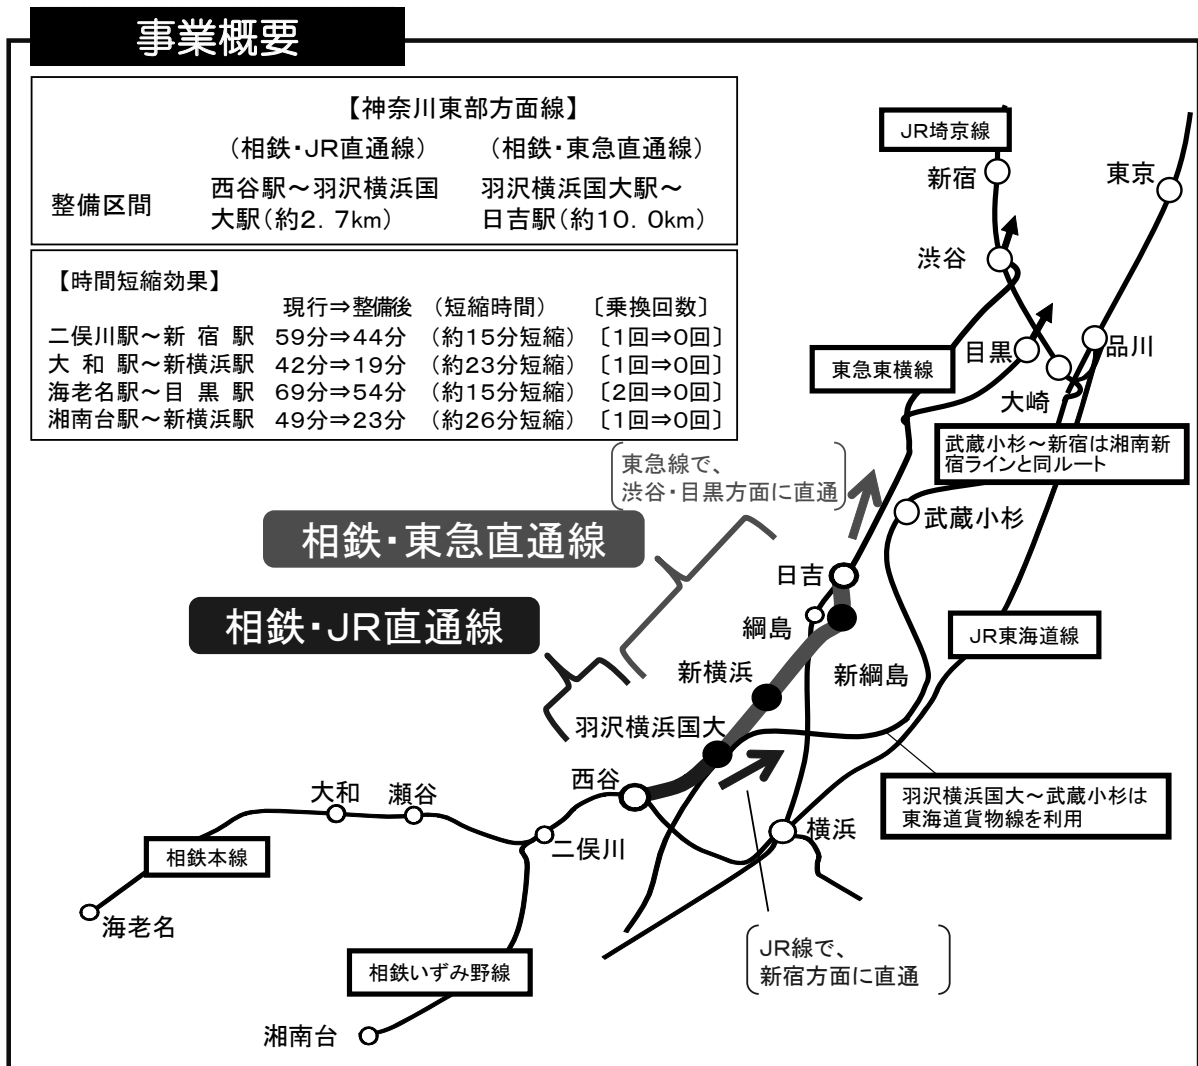 事業概要
【神奈川東部方面線】
(相鉄・JR直通線) (相鉄・東急直通線)
整備区間
西谷駅～羽沢横浜国
大駅(約2. 7km)
羽沢横浜国大駅～
日吉駅(約10. 0km)
【時間短縮効果】
現行⇒整備後 (短縮時間) 〔乗換回数〕
二俣川駅～新 宿 駅 59分⇒44分 (約15分短縮) 〔1回⇒0回〕
大 和 駅～新横浜駅 42分⇒19分 (約23分短縮) 〔1回⇒0回〕
海老名駅～目 黒 駅 69分⇒54分 (約15分短縮) 〔2回⇒0回〕
湘南台駅～新横浜駅 49分⇒23分 (約26分短縮) 〔1回⇒0回〕
JR埼京線
新宿
東京
渋谷
目黒
品川
東急東横線
大崎
武蔵小杉～新宿は湘南新
宿ラインと同ルート
東急線で、
渋谷・目黒方面に直通
武蔵小杉
相鉄・東急直通線
日吉
相鉄・JR直通線
綱島
JR東海道線
新横浜
新綱島
羽沢横浜国大
西谷
大和
瀬谷
羽沢横浜国大～武蔵小杉は
東海道貨物線を利用
横浜
二俣川
相鉄本線
海老名
JR線で、
新宿方面に直通
相鉄いずみ野線
湘南台